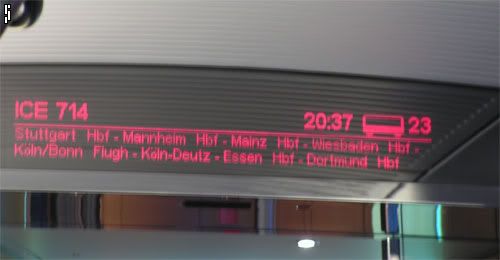 5
ICE 714 20:37 23
Stuttgart Hbf - Mannheim Hbf - Mainz Hbf - Wiesbaden Hbf -
Köln/Bonn Flugh - Köln-Deutz - Essen Hbf - Dortmund Hbf